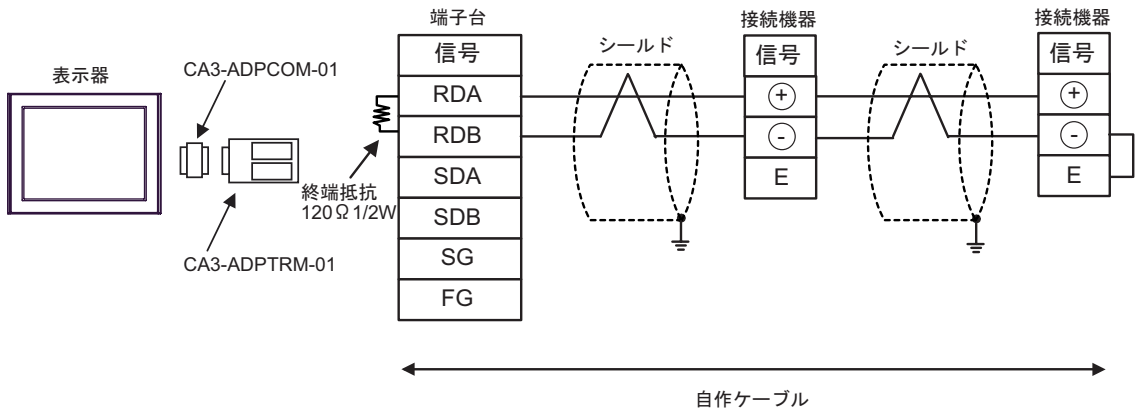 表示器
CA3-ADPCOM-01
CA3-ADPTRM-01
終端抵抗
120Ω 1/2W
端子台
信号
RDA
RDB
SDA
SDB
SG
FG
シールド
接続機器
信号
+
-
E
シールド
接続機器
信号
+
-
E
自作ケーブル